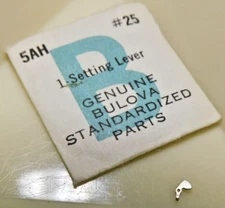 5AH #25
B
1-Setting Lever
GENUINE
BULOVA
STANDARDIZED
PARTS